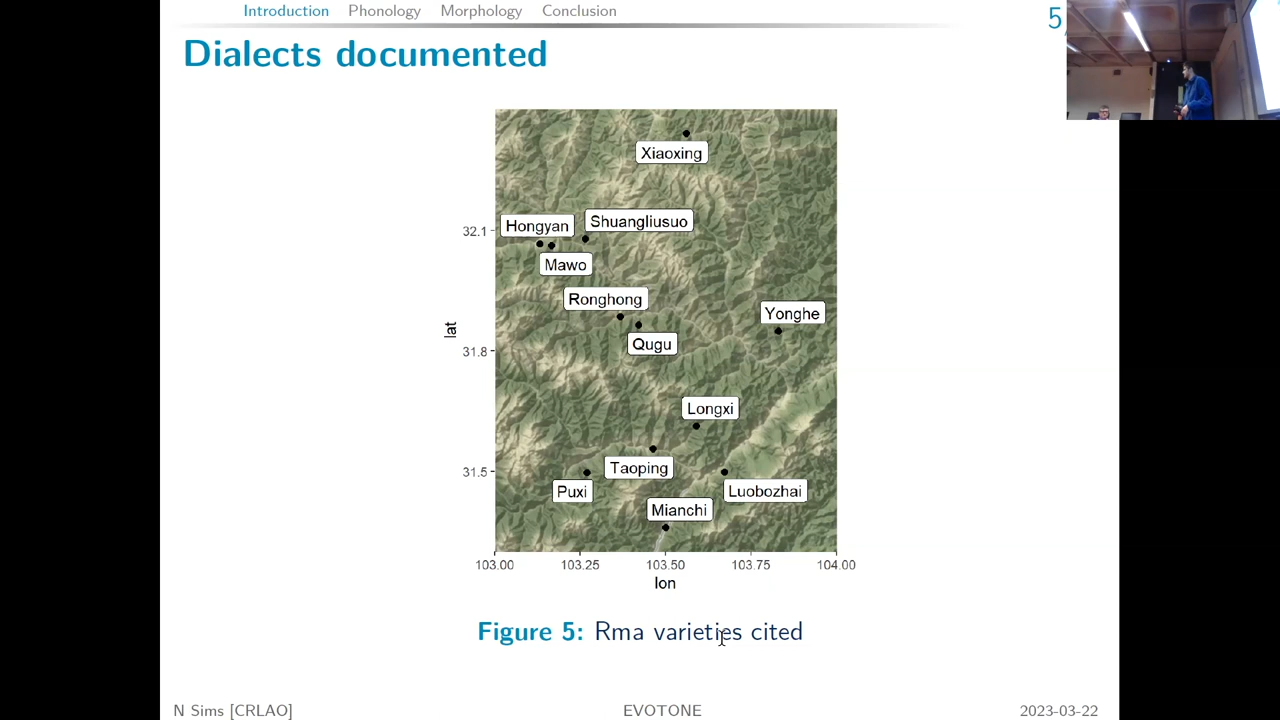 Introduction Phonology Morphology Conclusion
5
Dialects documented
Xiaoxing
Hongyan
Shuangliusuo
32.1
Mawo
Ronghong
Yonghe
lat
Qugu
31.8
Longxi
Taoping
31.5
Puxi
Luobozhai
Mianchi
103.00 103.25 103.50 103.75 104.00
lon
Figure 5: Rma varieties cited
N Sims [CRLAO] EVOTONE 2023-03-22